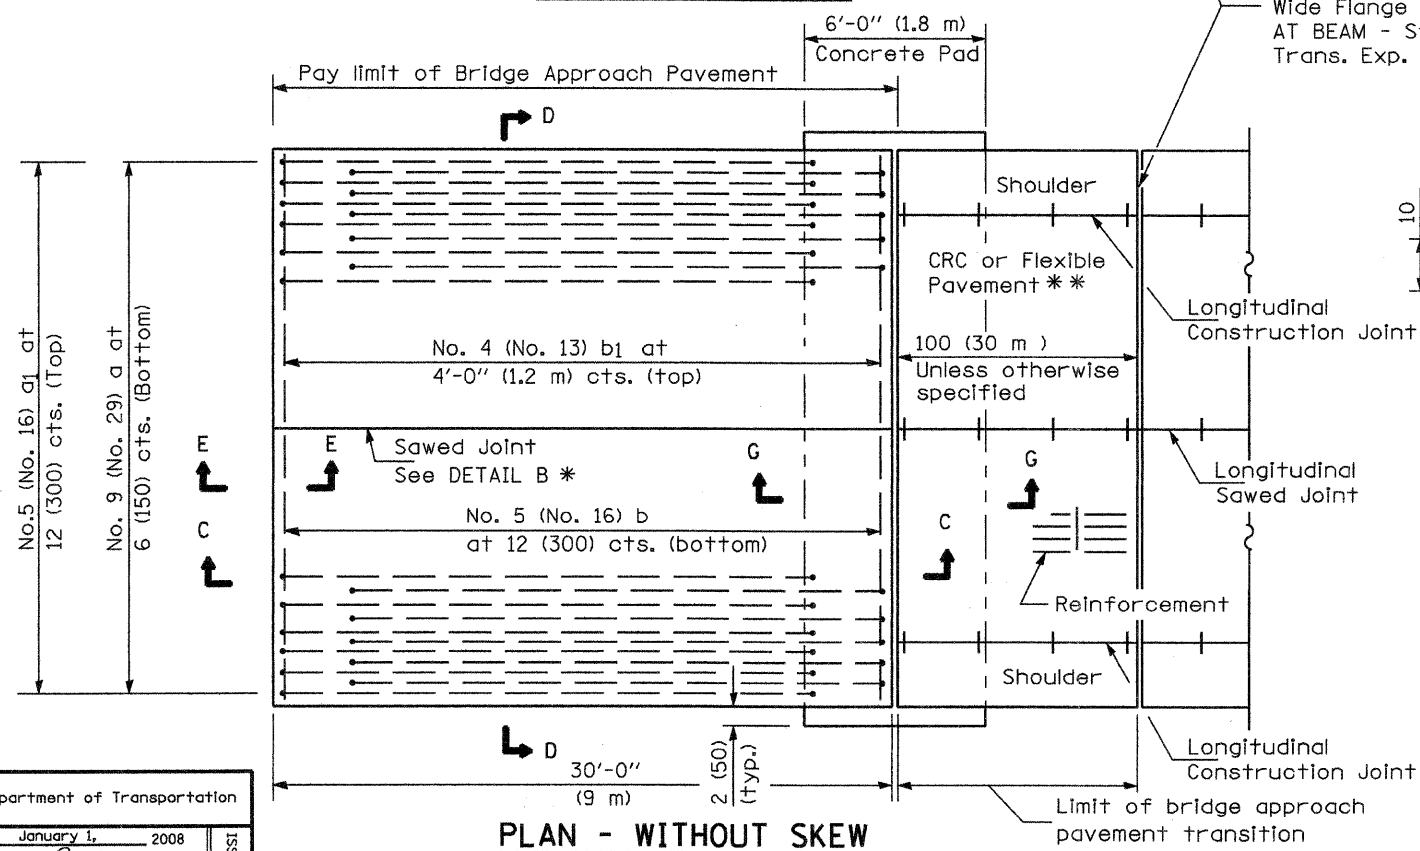 Wide Flange
AT BEAM - S
Trans. Exp.
6'-0" (1.8 m)
Concrete Pad
Pay limit of Bridge Approach Pavement
D
Shoulder
10
CRC or Flexible
Pavement * *
Longitudinal
Construction Joint
No. 4 (No. 13) b1 at
4'-0" (1.2 m) cts. (top)
100 (30 m )
Unless otherwise
specified
No.5 (No. 16) a1 at
12 (300) cts. (Top)
No. 9 (No. 29) a at
6 (150) cts. (Bottom)
E
E
Sawed Joint
See DETAIL B *
G
G
Longitudinal
Sawed Joint
C
No. 5 (No. 16) b
at 12 (300) cts. (bottom)
C
Reinforcement
Shoulder
D
2 (50)
(typ.)
30'-0"
(9 m)
Longitudinal
Construction Joint
Limit of bridge approach
pavement transition
PLAN - WITHOUT SKEW
partment of Transportation
January 1, 2008
ISS